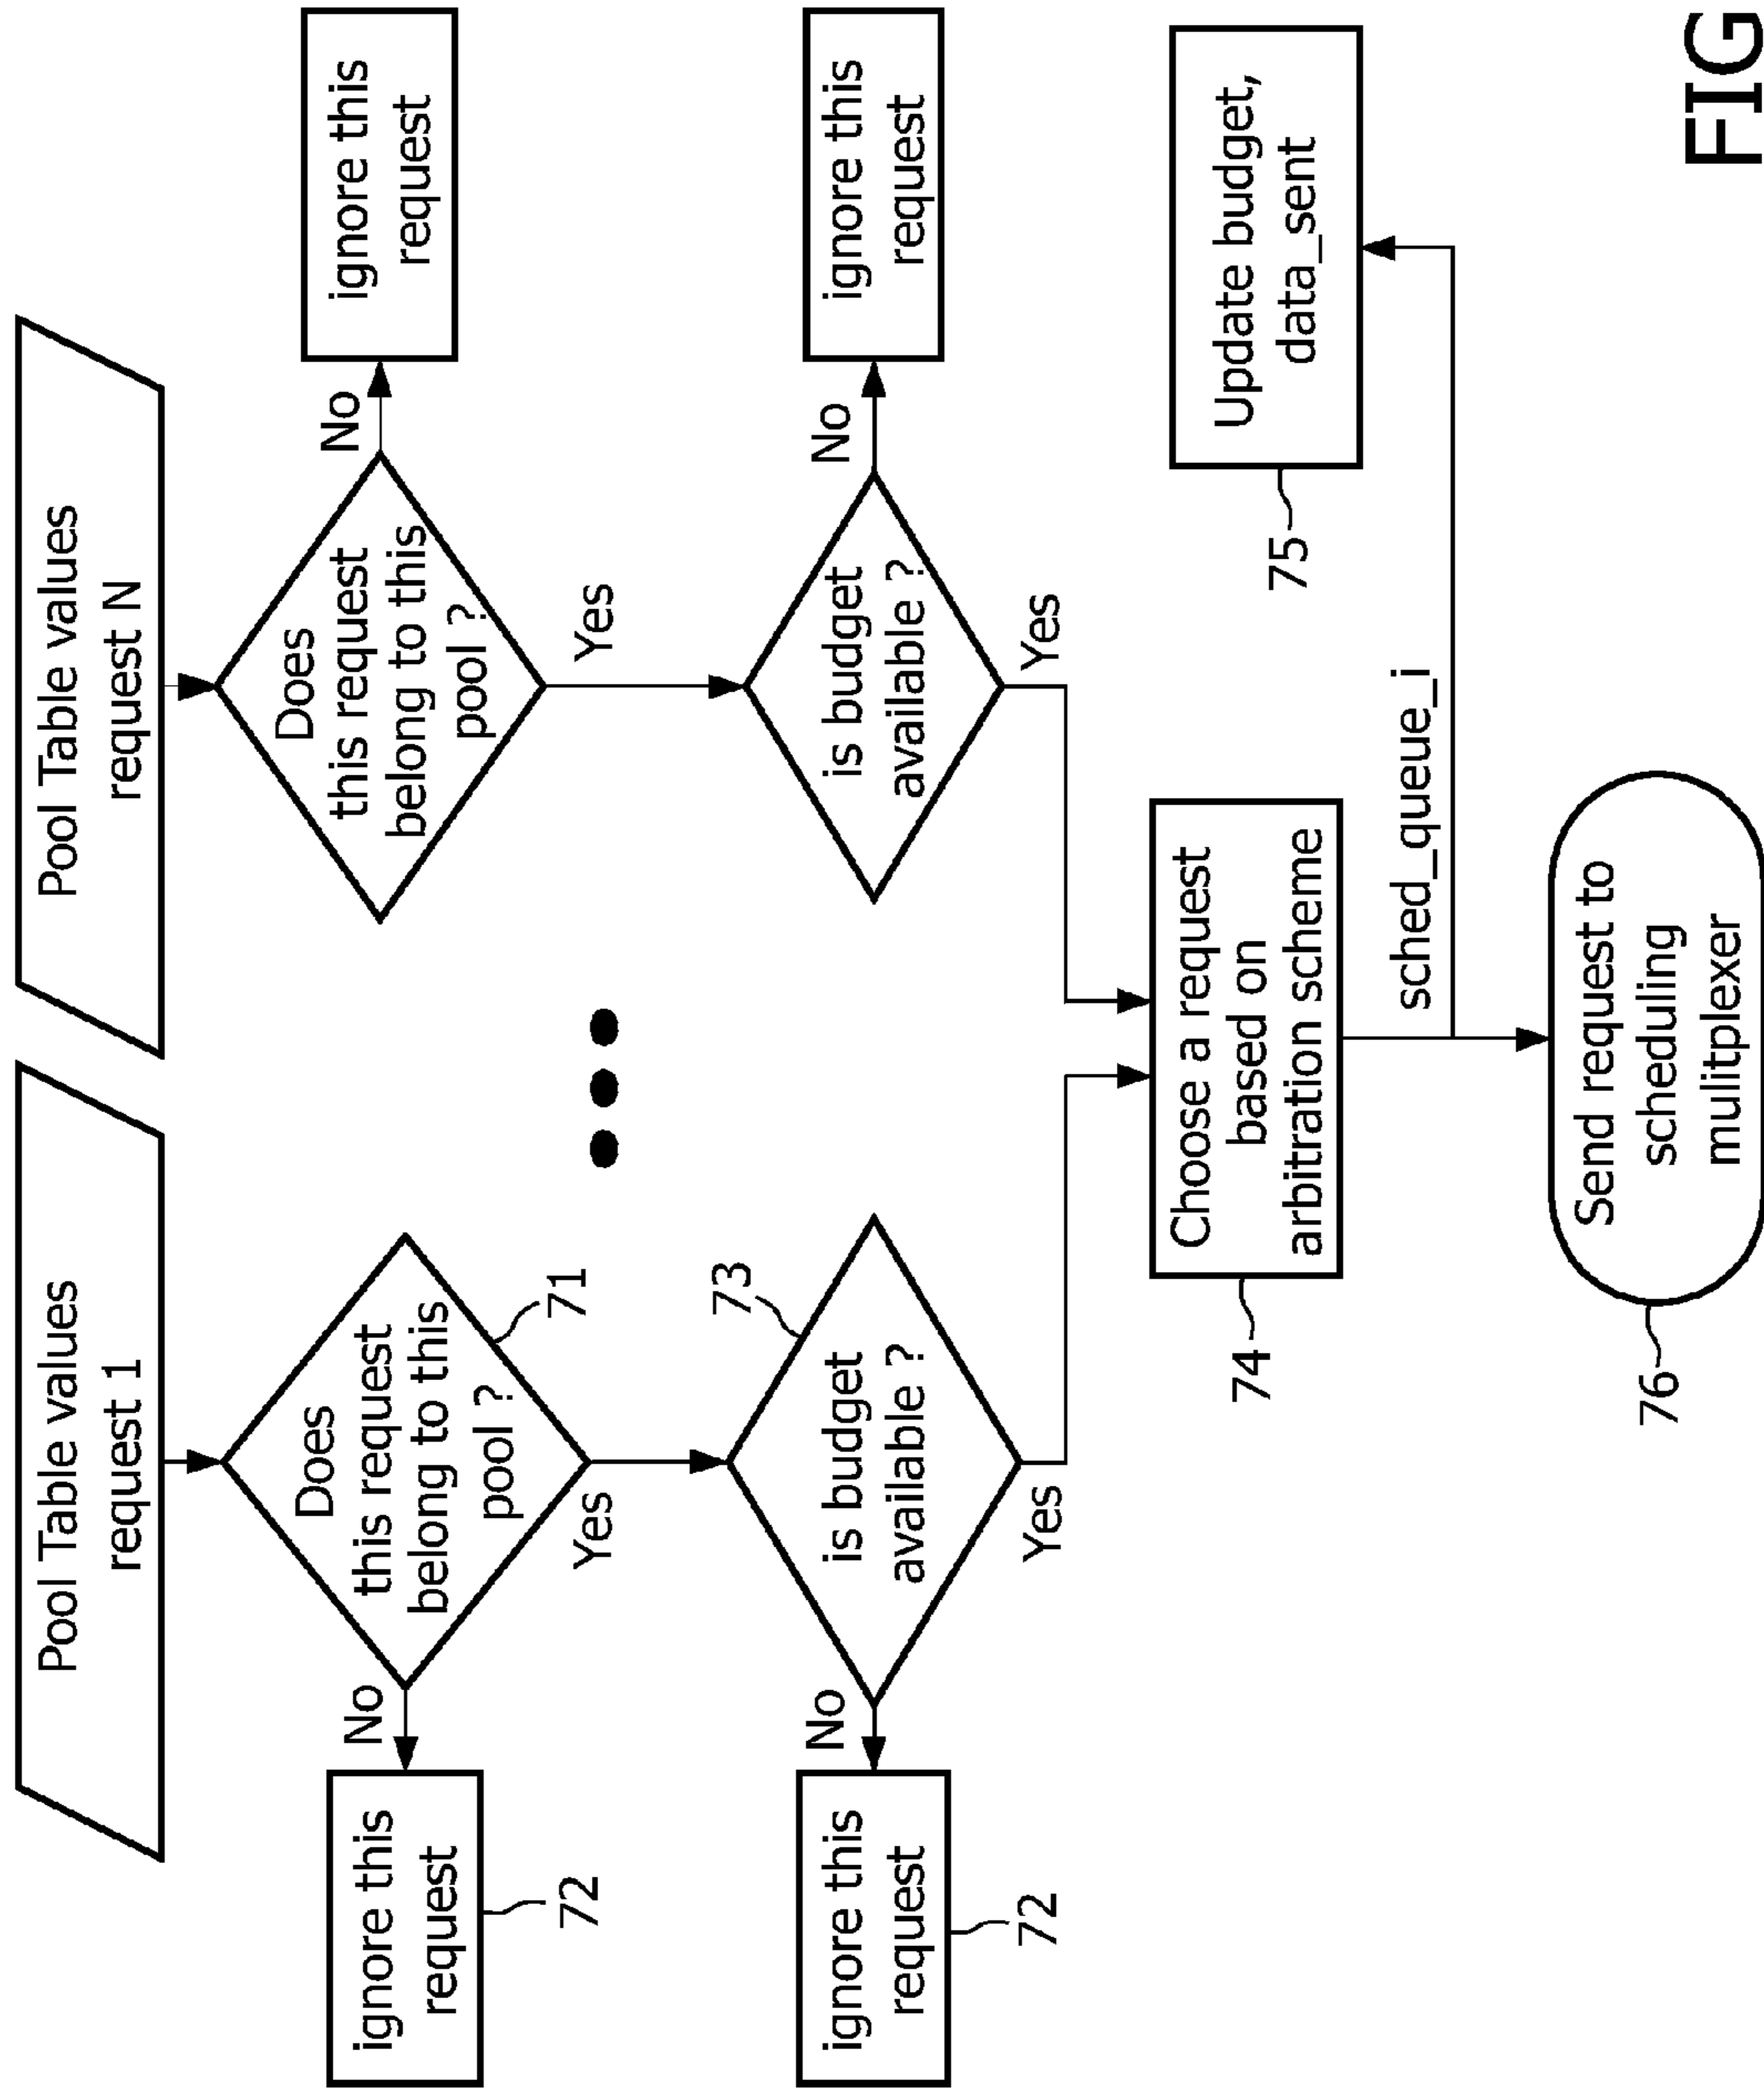 Pool Table values
request 1
Pool Table values
request N
Does
this request
belong to this
pool ?
71
No
ignore this
request
72
Yes
Does
this request
belong to this
pool ?
No
ignore this
request
Yes
73
is budget
available ?
No
ignore this
request
72
Yes
is budget
available ?
No
ignore this
request
Yes
74
Choose a request
based on
arbitration scheme
sched_queue_i
75
Update budget,
data_sent
76
Send request to
scheduling
mulitplexer
FIG